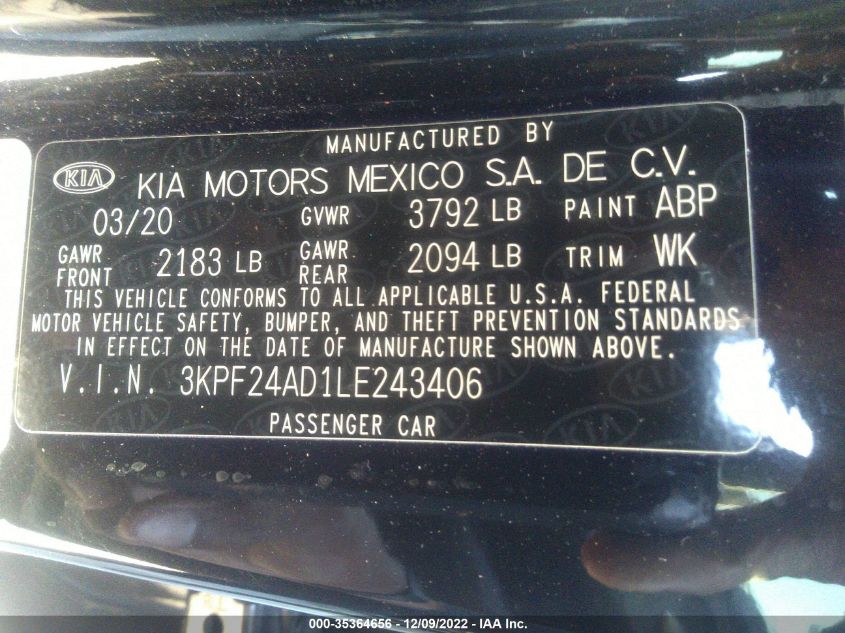 MANUFACTURED BY
KIA KIA MOTORS MEXICO S.A. DE C.V.
03/20 GVWR 3792 LB PAINT ABP
GAWR FRONT 2183 LB GAWR REAR 2094 LB TRIM WK
THIS VEHICLE CONFORMS TO ALL APPLICABLE U.S.A. FEDERAL
MOTOR VEHICLE SAFETY, BUMPER, AND THEFT PREVENTION STANDARDS
IN EFFECT ON THE DATE OF MANUFACTURE SHOWN ABOVE.
V.I.N. 3KPF24AD1LE243406
PASSENGER CAR
000-35364656 - 12/09/2022 - IAA Inc.